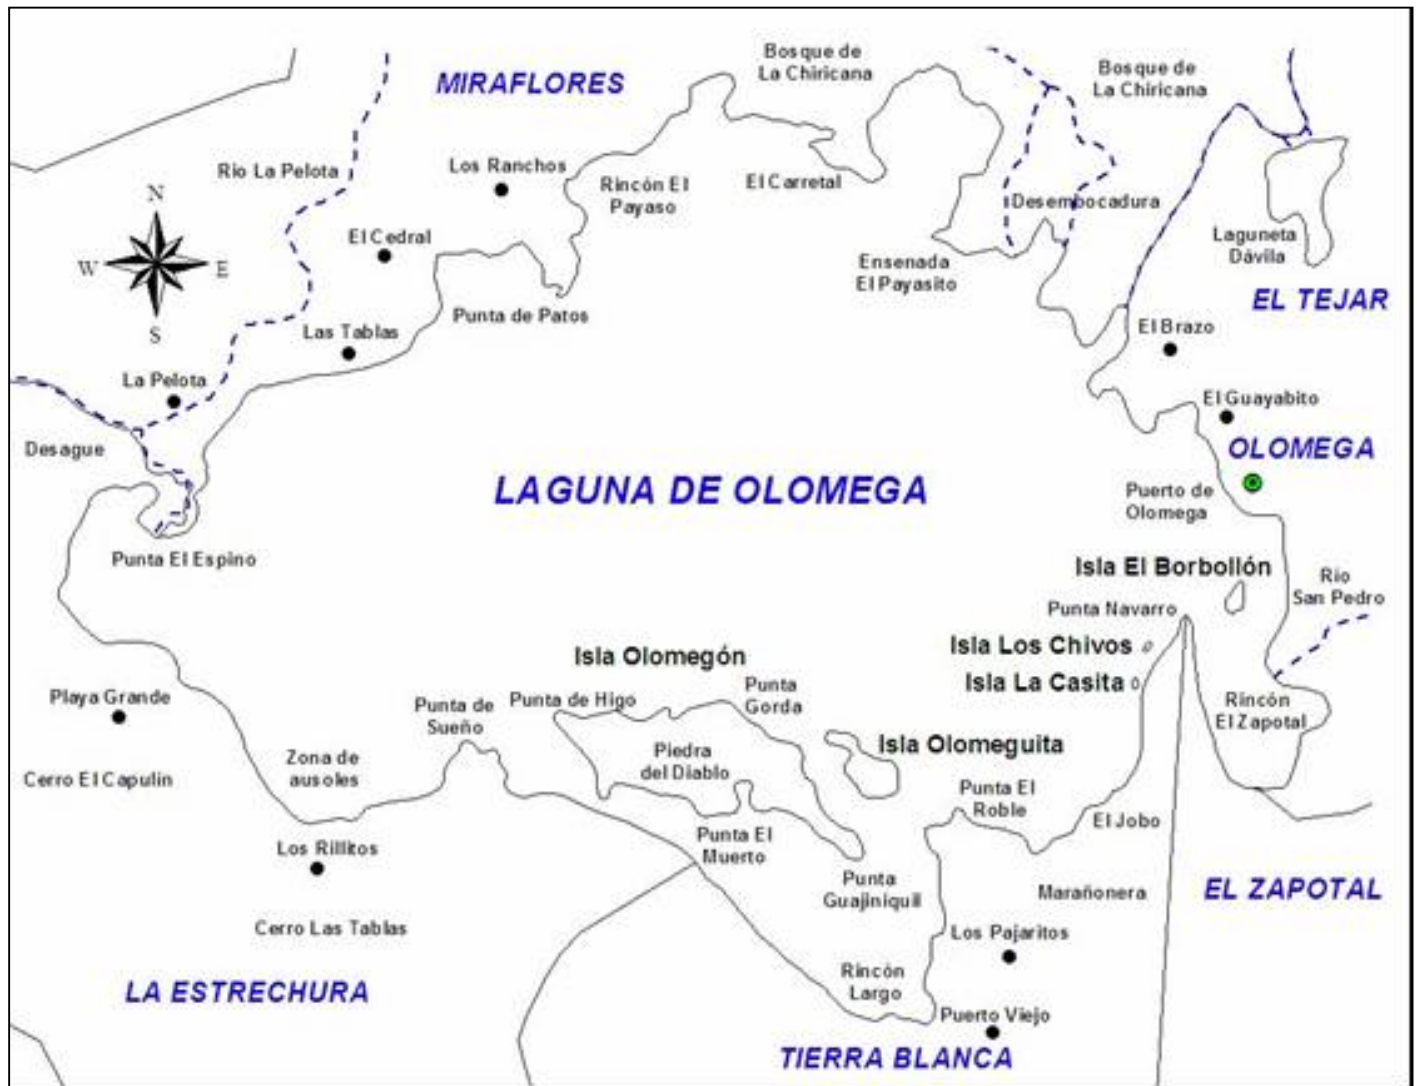 Bosque de
La Chiricana
MIRAFLORES
Bosque de
La Chiricana
Río La Pelota
Los Ranchos
Rincón El
Payaso
El Carretal
Desembocadura
N
W
E
S
El Cedral
Laguneta
Dávila
Ensenada
El Payasito
EL TEJAR
Punta de Patos
Las Tablas
El Brazo
La Pelota
El Guayabito
Desague
OLOMEGA
LAGUNA DE OLOMEGA
Puerto de
Olomega
Punta El Espino
Isla El Borbollón
Río
San Pedro
Punta Navarro
Isla Los Chivos
Isla Olomegón
Isla La Casita
Playa Grande
Punta de
Sueño
Punta de Higo
Punta
Gorda
Rincón
El Zapotal
Isla Olomeguita
Zona de
ausoles
Piedra
del Diablo
Cerro El Capulín
Punta El
Roble
El Jobo
Los Rillitos
Punta El
Muerto
Punta
Guajiniquil
Marañonera
EL ZAPOTAL
Cerro Las Tablas
Los Pajaritos
Rincón
Largo
LA ESTRECHURA
Puerto Viejo
TIERRA BLANCA